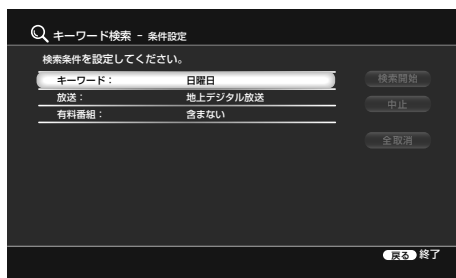 キーワード検索 - 条件設定
検索条件を設定してください。
キーワード： 日曜日
検索開始
放送： 地上デジタル放送
中止
有料番組： 含まない
全取消
戻る 終了